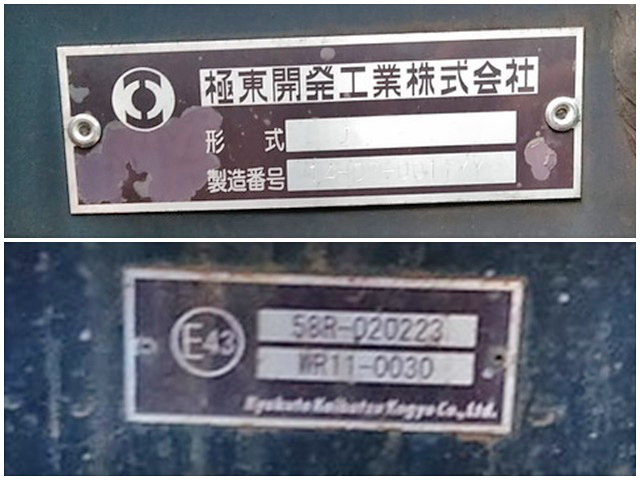 極東開発工業株式会社
形 式
製造番号
E43
58R-020223
WR11-0030
Kyokuto Kaihatsu Kogyo Co., Ltd.